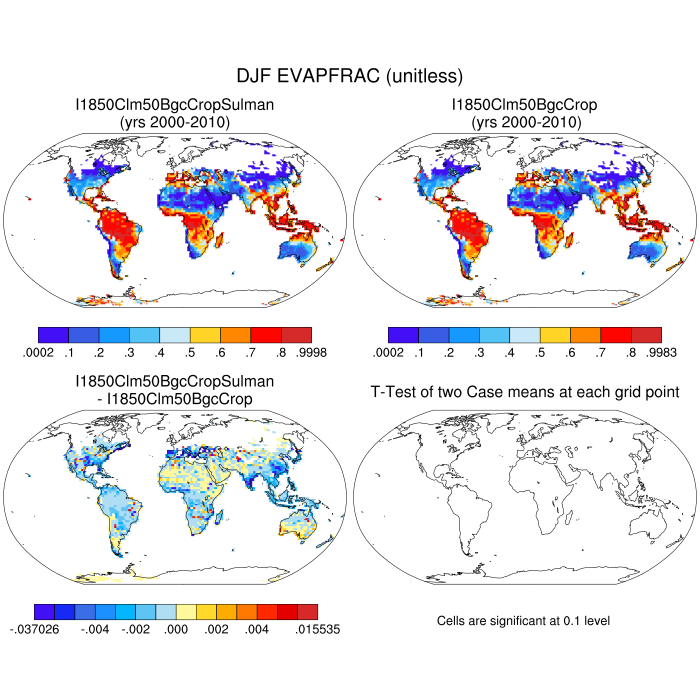 DJF EVAPFRAC (unitless)
I1850Clm50BgcCropSulman
(yrs 2000-2010)
I1850Clm50BgcCrop
(yrs 2000-2010)
.0002 .1 .2 .3 .4 .5 .6 .7 .8 .9998
.0002 .1 .2 .3 .4 .5 .6 .7 .8 .9983
I1850Clm50BgcCropSulman
- I1850Clm50BgcCrop
T-Test of two Case means at each grid point
-.037026 -.004 -.002 .000 .002 .004 .015535
Cells are significant at 0.1 level